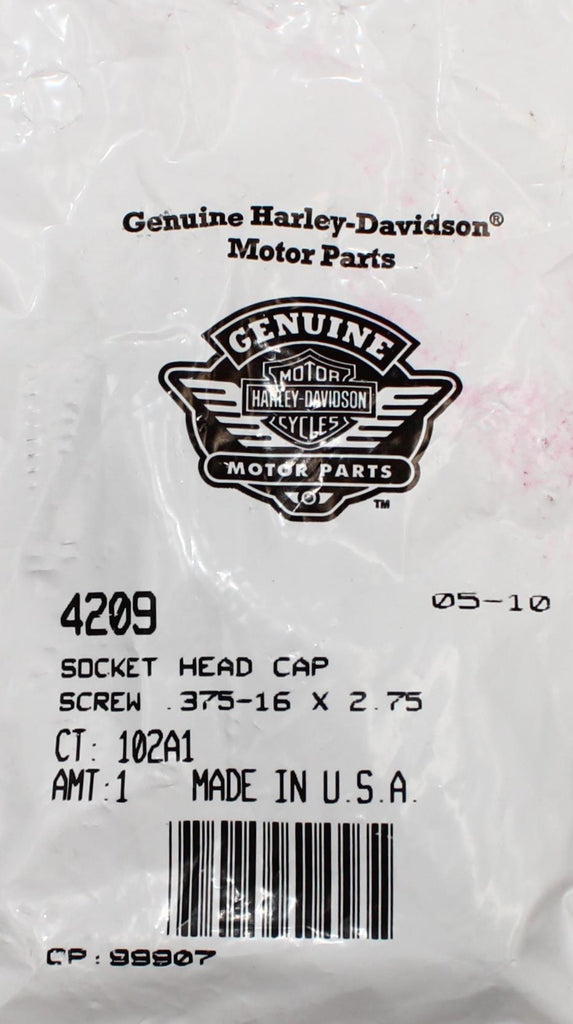 Genuine Harley-Davidson®
Motor Parts
GENUINE
MOTOR
HARLEY-DAVIDSON
CYCLES
MOTOR PARTS
TM
4209
05-10
SOCKET HEAD CAP
SCREW .375-16 X 2.75
CT: 102A1
AMT:1 MADE IN U.S.A.
CP:99907